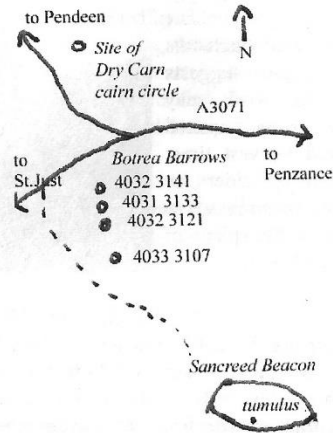 to Pendeen
Site of
Dry Carn
cairn circle
N
A3071
to
St.Just
Botrea Barrows
to
Penzance
4032 3141
4031 3133
4032 3121
4033 3107
Sancreed Beacon
tumulus